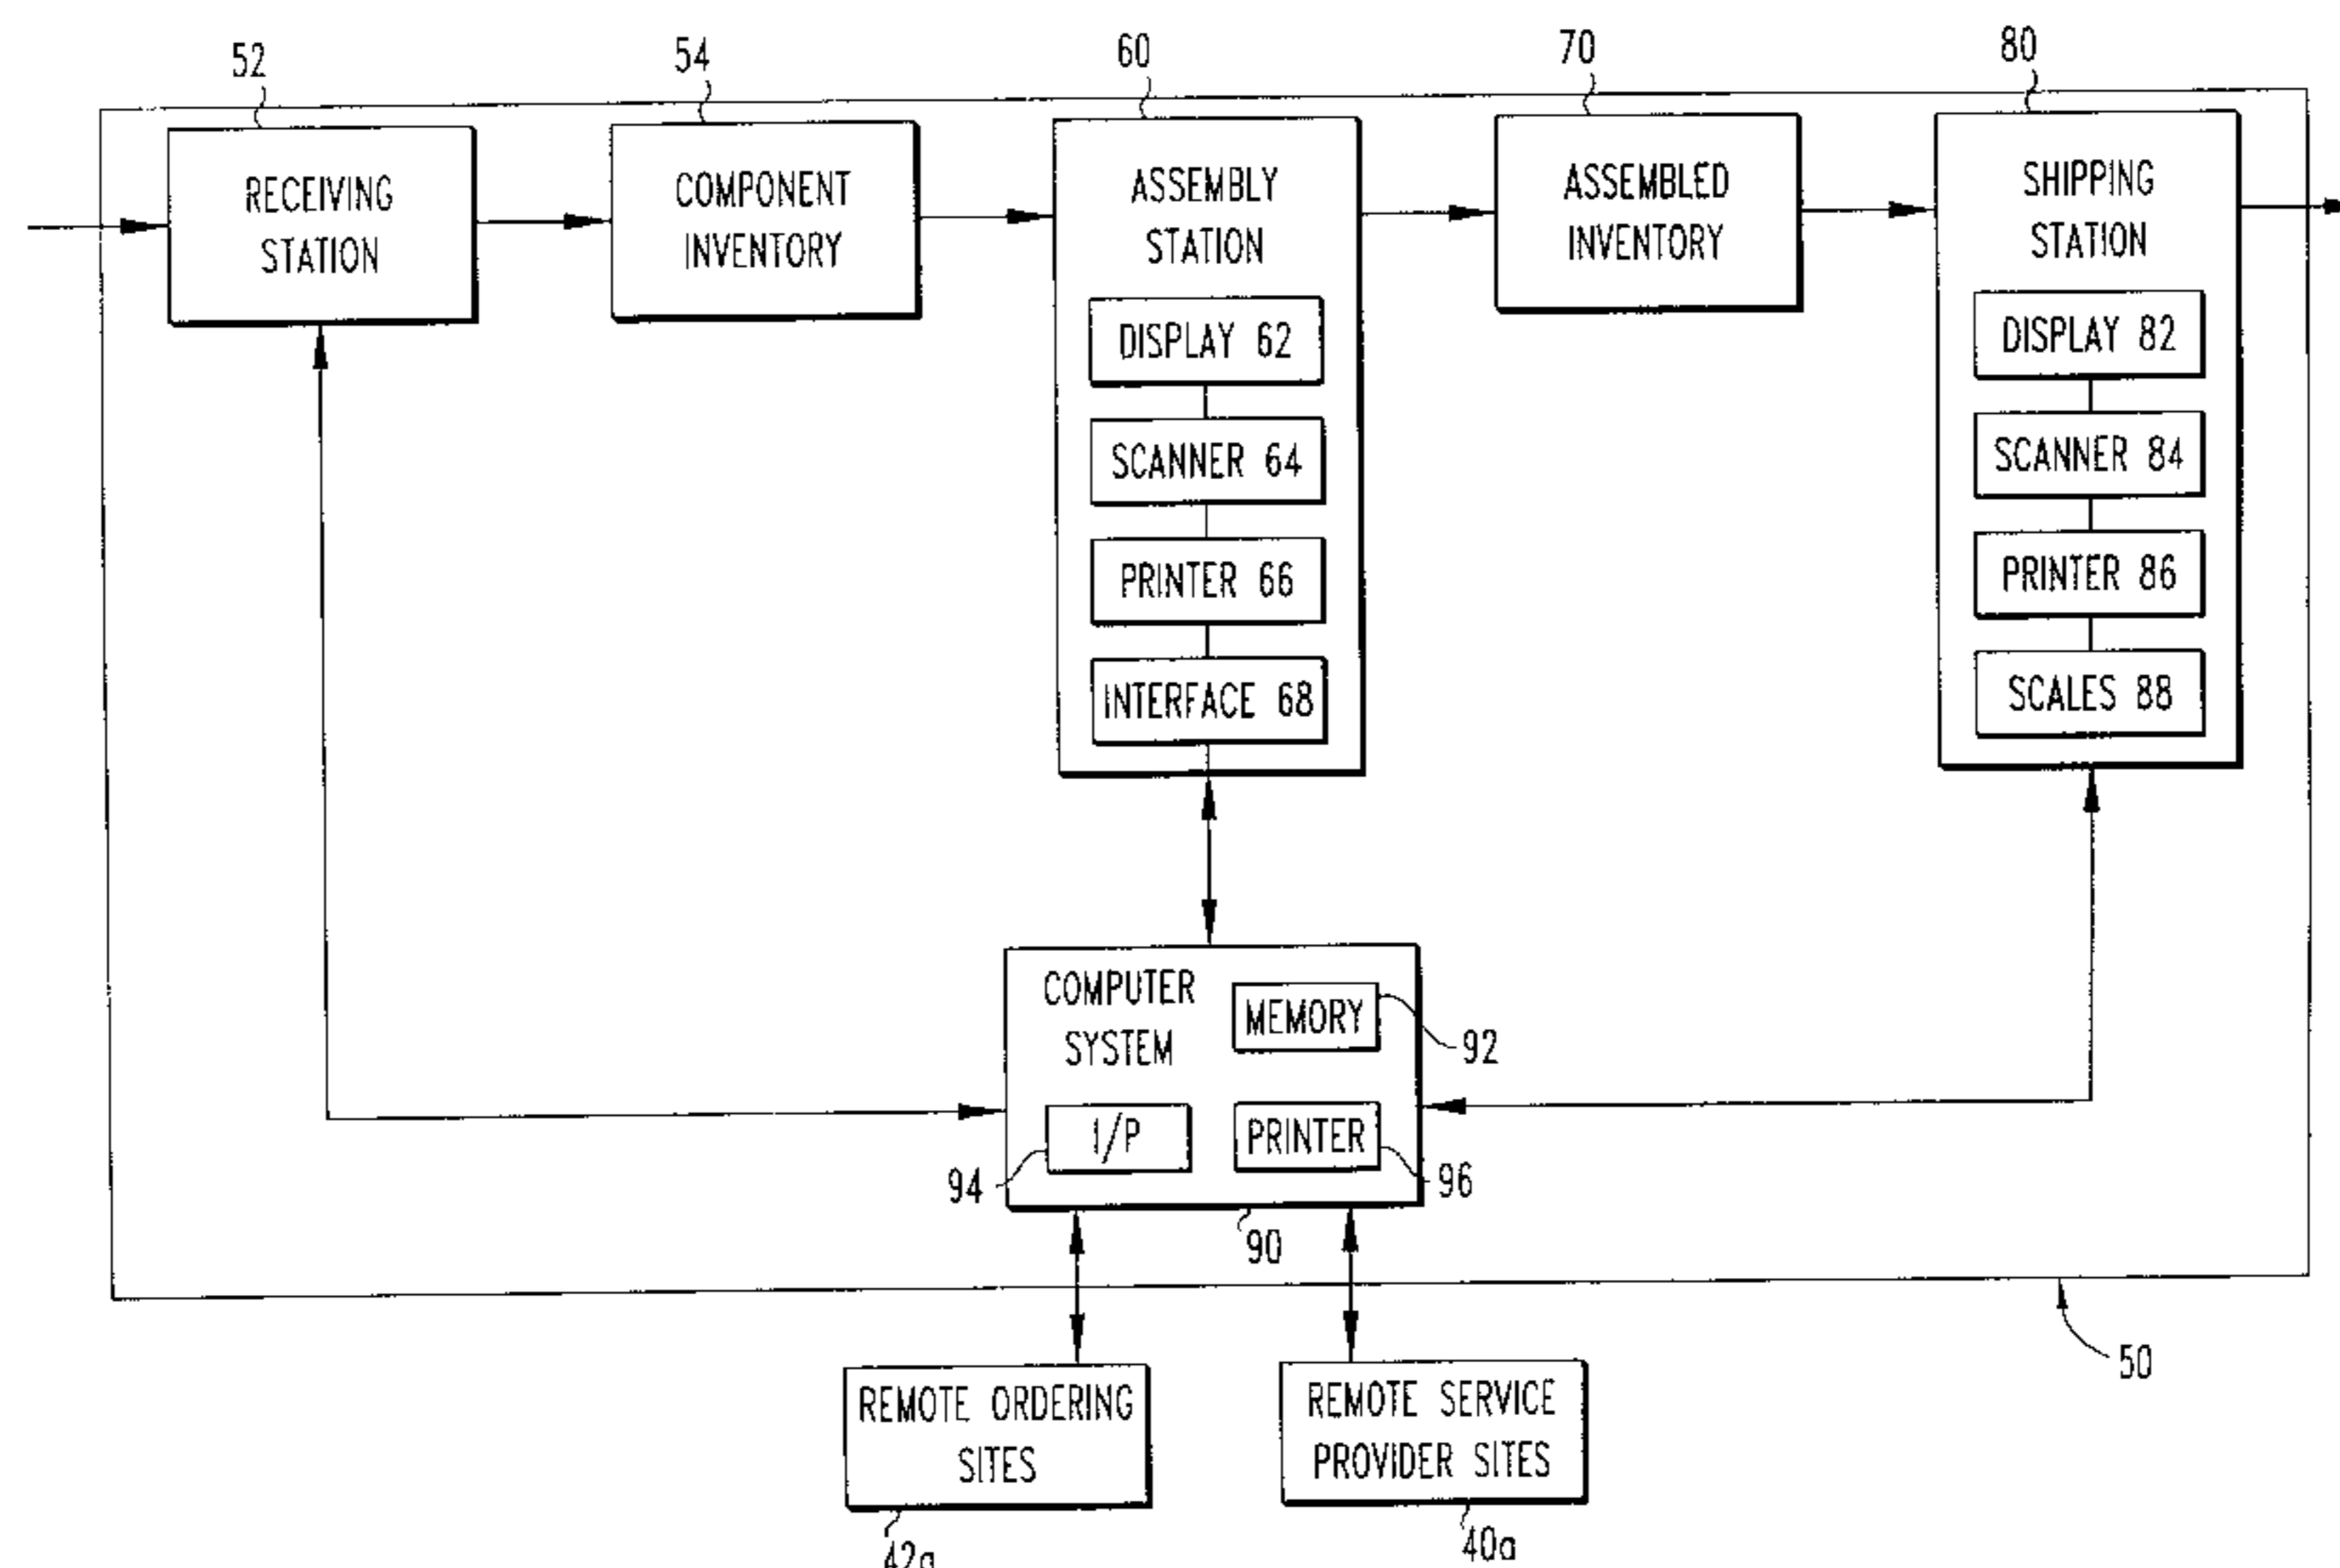 52
54
60
70
80
RECEIVING
STATION
COMPONENT
INVENTORY
ASSEMBLY
STATION
DISPLAY 62
SCANNER 64
PRINTER 66
INTERFACE 68
ASSEMBLED
INVENTORY
SHIPPING
STATION
DISPLAY 82
SCANNER 84
PRINTER 86
SCALES 88
COMPUTER
SYSTEM
MEMORY
92
I/P
PRINTER
94
96
90
50
REMOTE ORDERING
SITES
REMOTE SERVICE
PROVIDER SITES
42a
40a